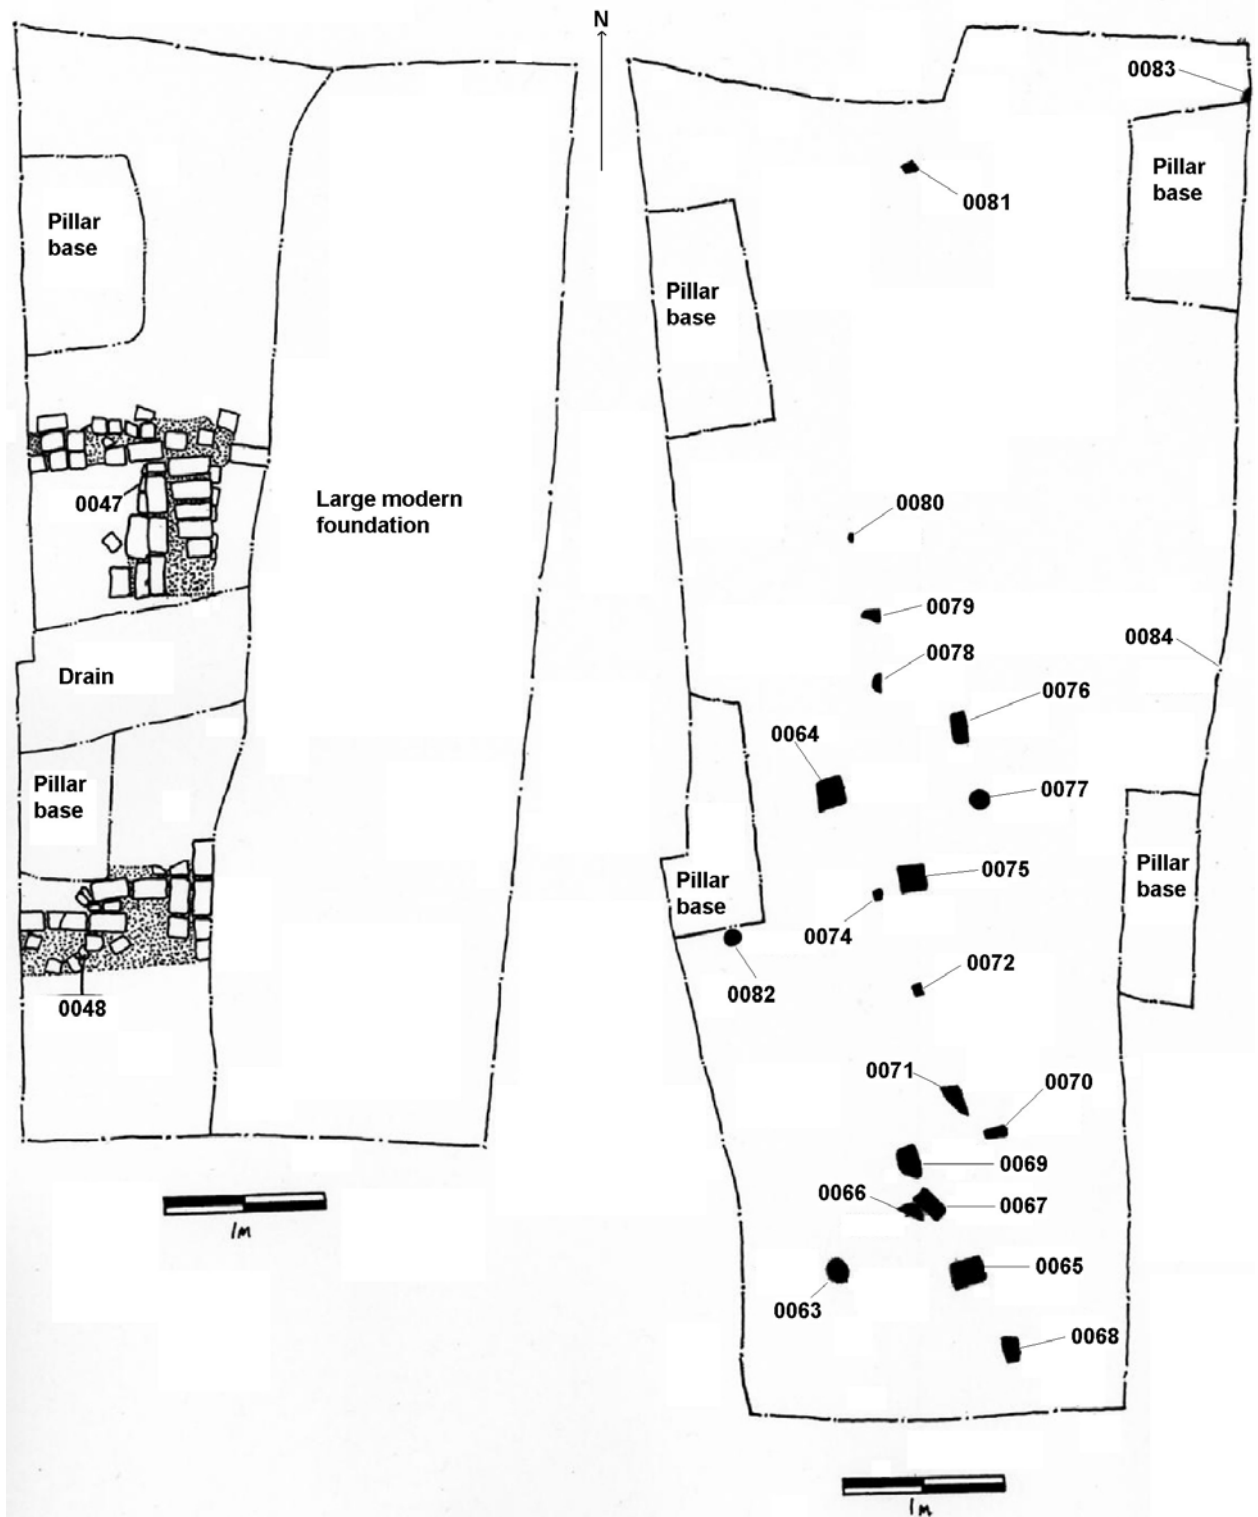 N
0083
0081
Pillar
base
Pillar
base
Pillar
base
0047
Large modern
foundation
0080
0079
0078
0084
0076
0064
0077
Drain
Pillar
base
0075
Pillar
base
Pillar
base
0074
0072
0082
0048
0071
0070
0069
0066
0067
0065
0063
0068
1M
1M